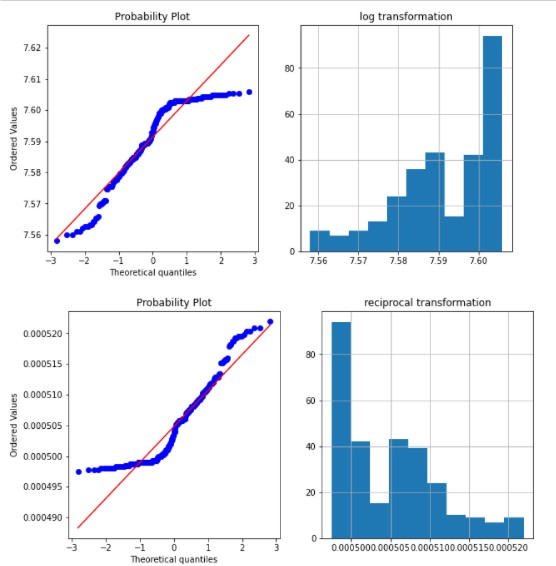 Probability Plot
log transformation
7.62
7.61
7.60
7.59
7.58
7.57
7.56
Ordered Values
−3 −2 −1 0 1 2 3
Theoretical quantiles
80
60
40
20
0
7.56 7.57 7.58 7.59 7.60
Probability Plot
reciprocal transformation
0.000520
0.000515
0.000510
0.000505
0.000500
0.000495
0.000490
Ordered Values
−3 −2 −1 0 1 2 3
Theoretical quantiles
80
60
40
20
0
0.0005000.0005050.0005100.0005150.000520